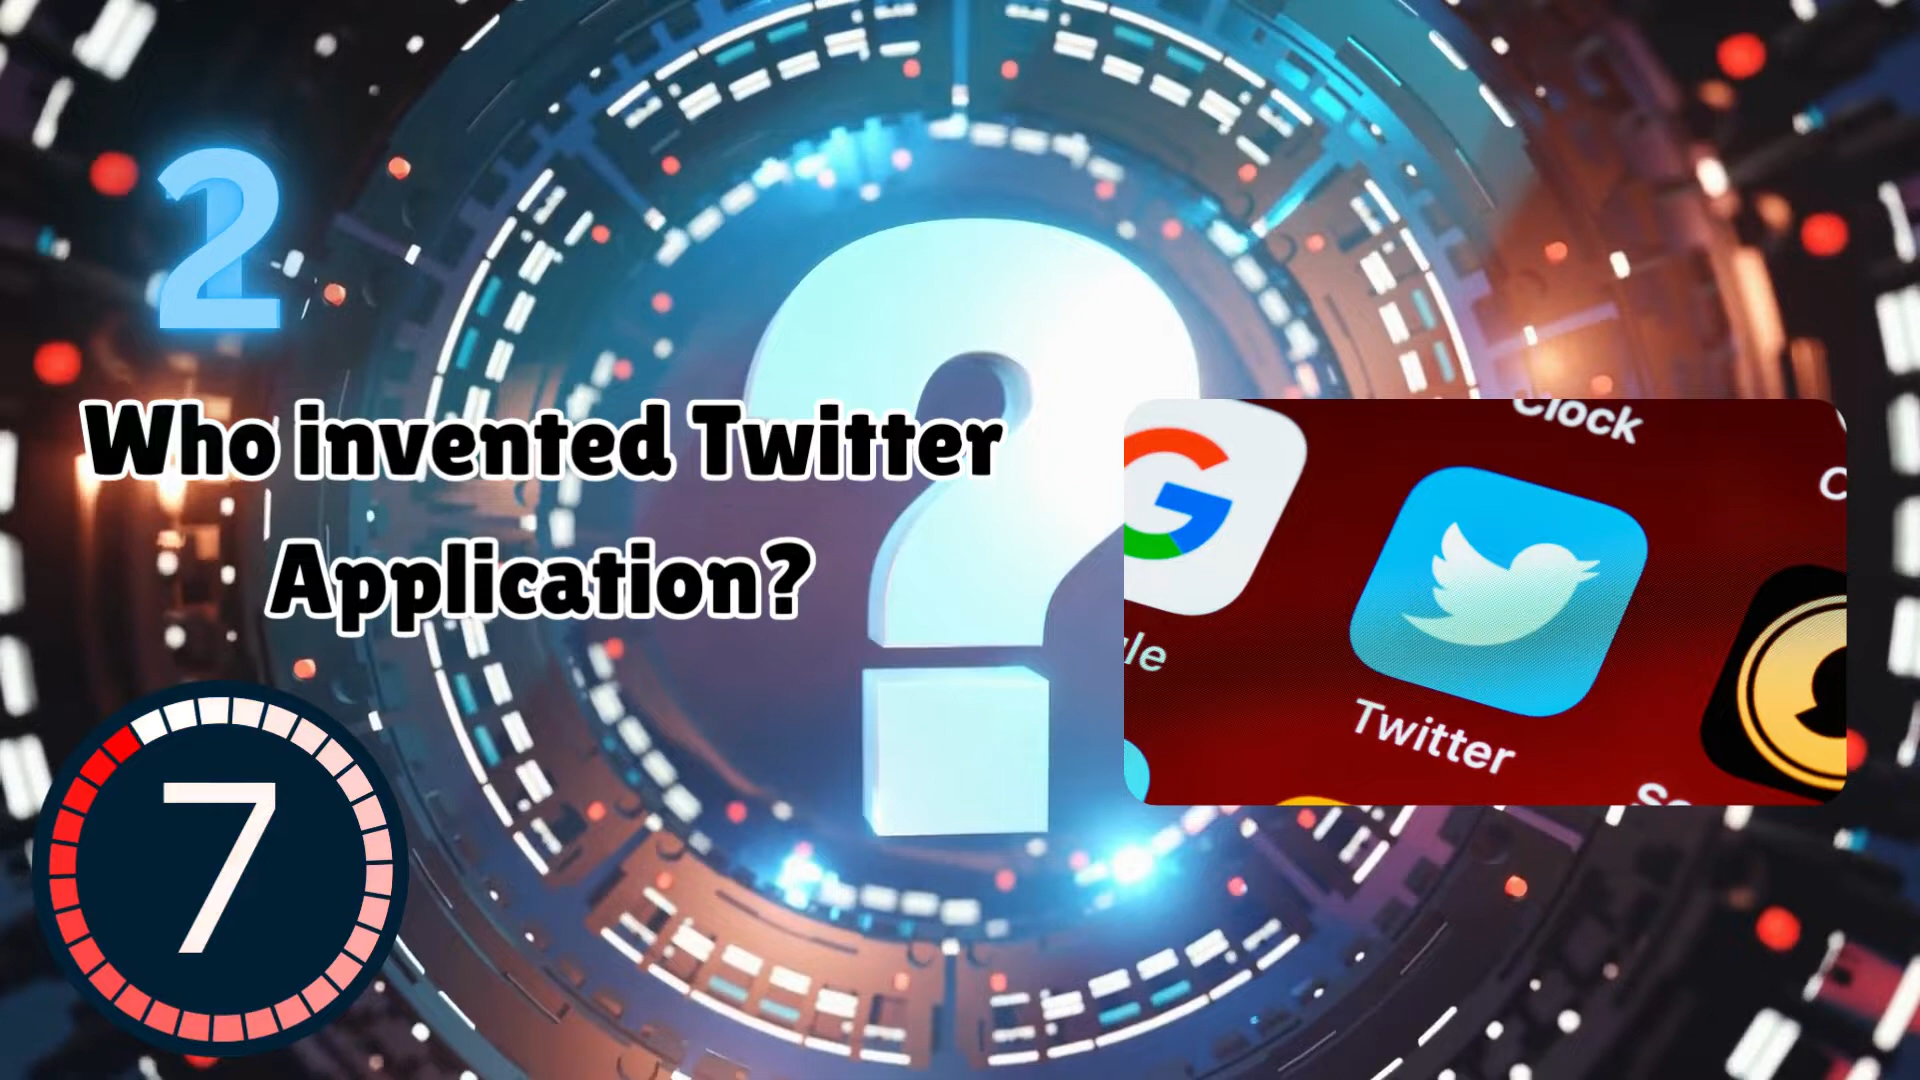 2
Who invented Twitter
Application?
7
Clock
Twitter